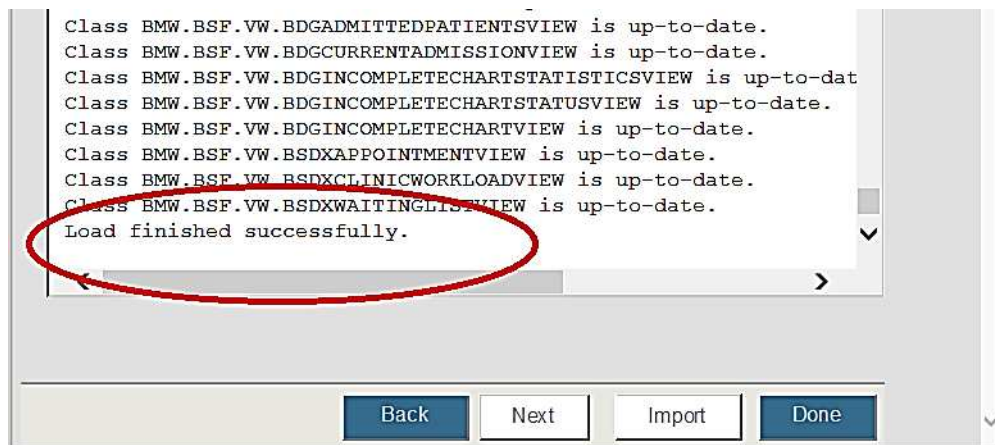 Class BMW.BSF.VW.BDGADMITTEDPATIENTSVIEW is up-to-date.
Class BMW.BSF.VW.BDGCURRENTADMISSIONVIEW is up-to-date.
Class BMW.BSF.VW.BDGINCOMPLETECHARTSTATISTICSVIEW is up-to-dat
Class BMW.BSF.VW.BDGINCOMPLETECHARTSTATUSVIEW is up-to-date.
Class BMW.BSF.VW.BDGINCOMPLETECHARTVIEW is up-to-date.
Class BMW.BSF.VW.BSDXAPPOINTMENTVIEW is up-to-date.
Class BMW.BSF.VW.BSDXCLINICWORKLOADVIEW is up-to-date.
Class BMW.BSF.VW.BSDXWAITINGLISTVIEW is up-to-date.
Load finished successfully.
Back Next Import Done